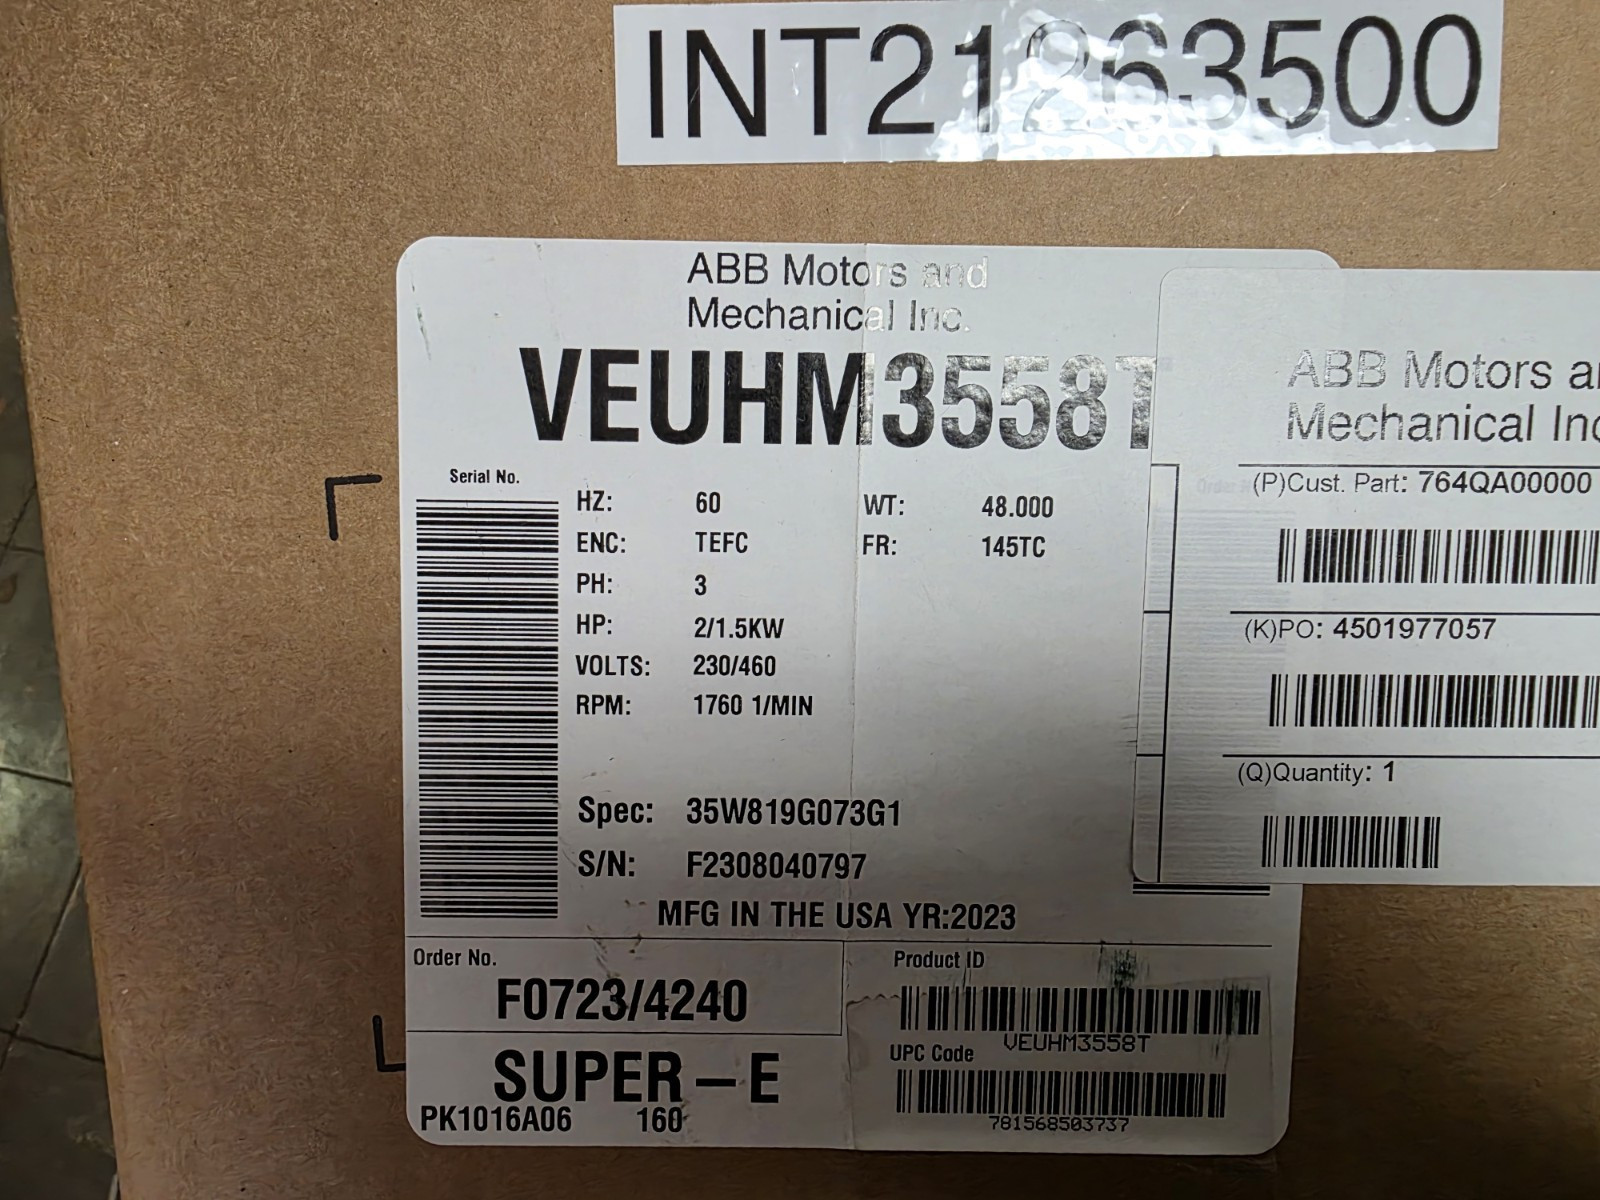 INT21263500
ABB Motors and
Mechanical Inc.
VEUHM3558T
Serial No.
HZ: 60 WT: 48.000
ENC: TEFC FR: 145TC
PH: 3
HP: 2/1.5KW
VOLTS: 230/460
RPM: 1760 1/MIN
Spec: 35W819G073G1
S/N: F2308040797
MFG IN THE USA YR:2023
Order No.
F0723/4240
SUPER-E
PK1016A06 160
Product ID
VEUHM3558T
UPC Code
781568503737
ABB Motors
Mechanical
(P)Cust. Part: 764QA00000
(K)PO: 4501977057
(Q)Quantity: 1